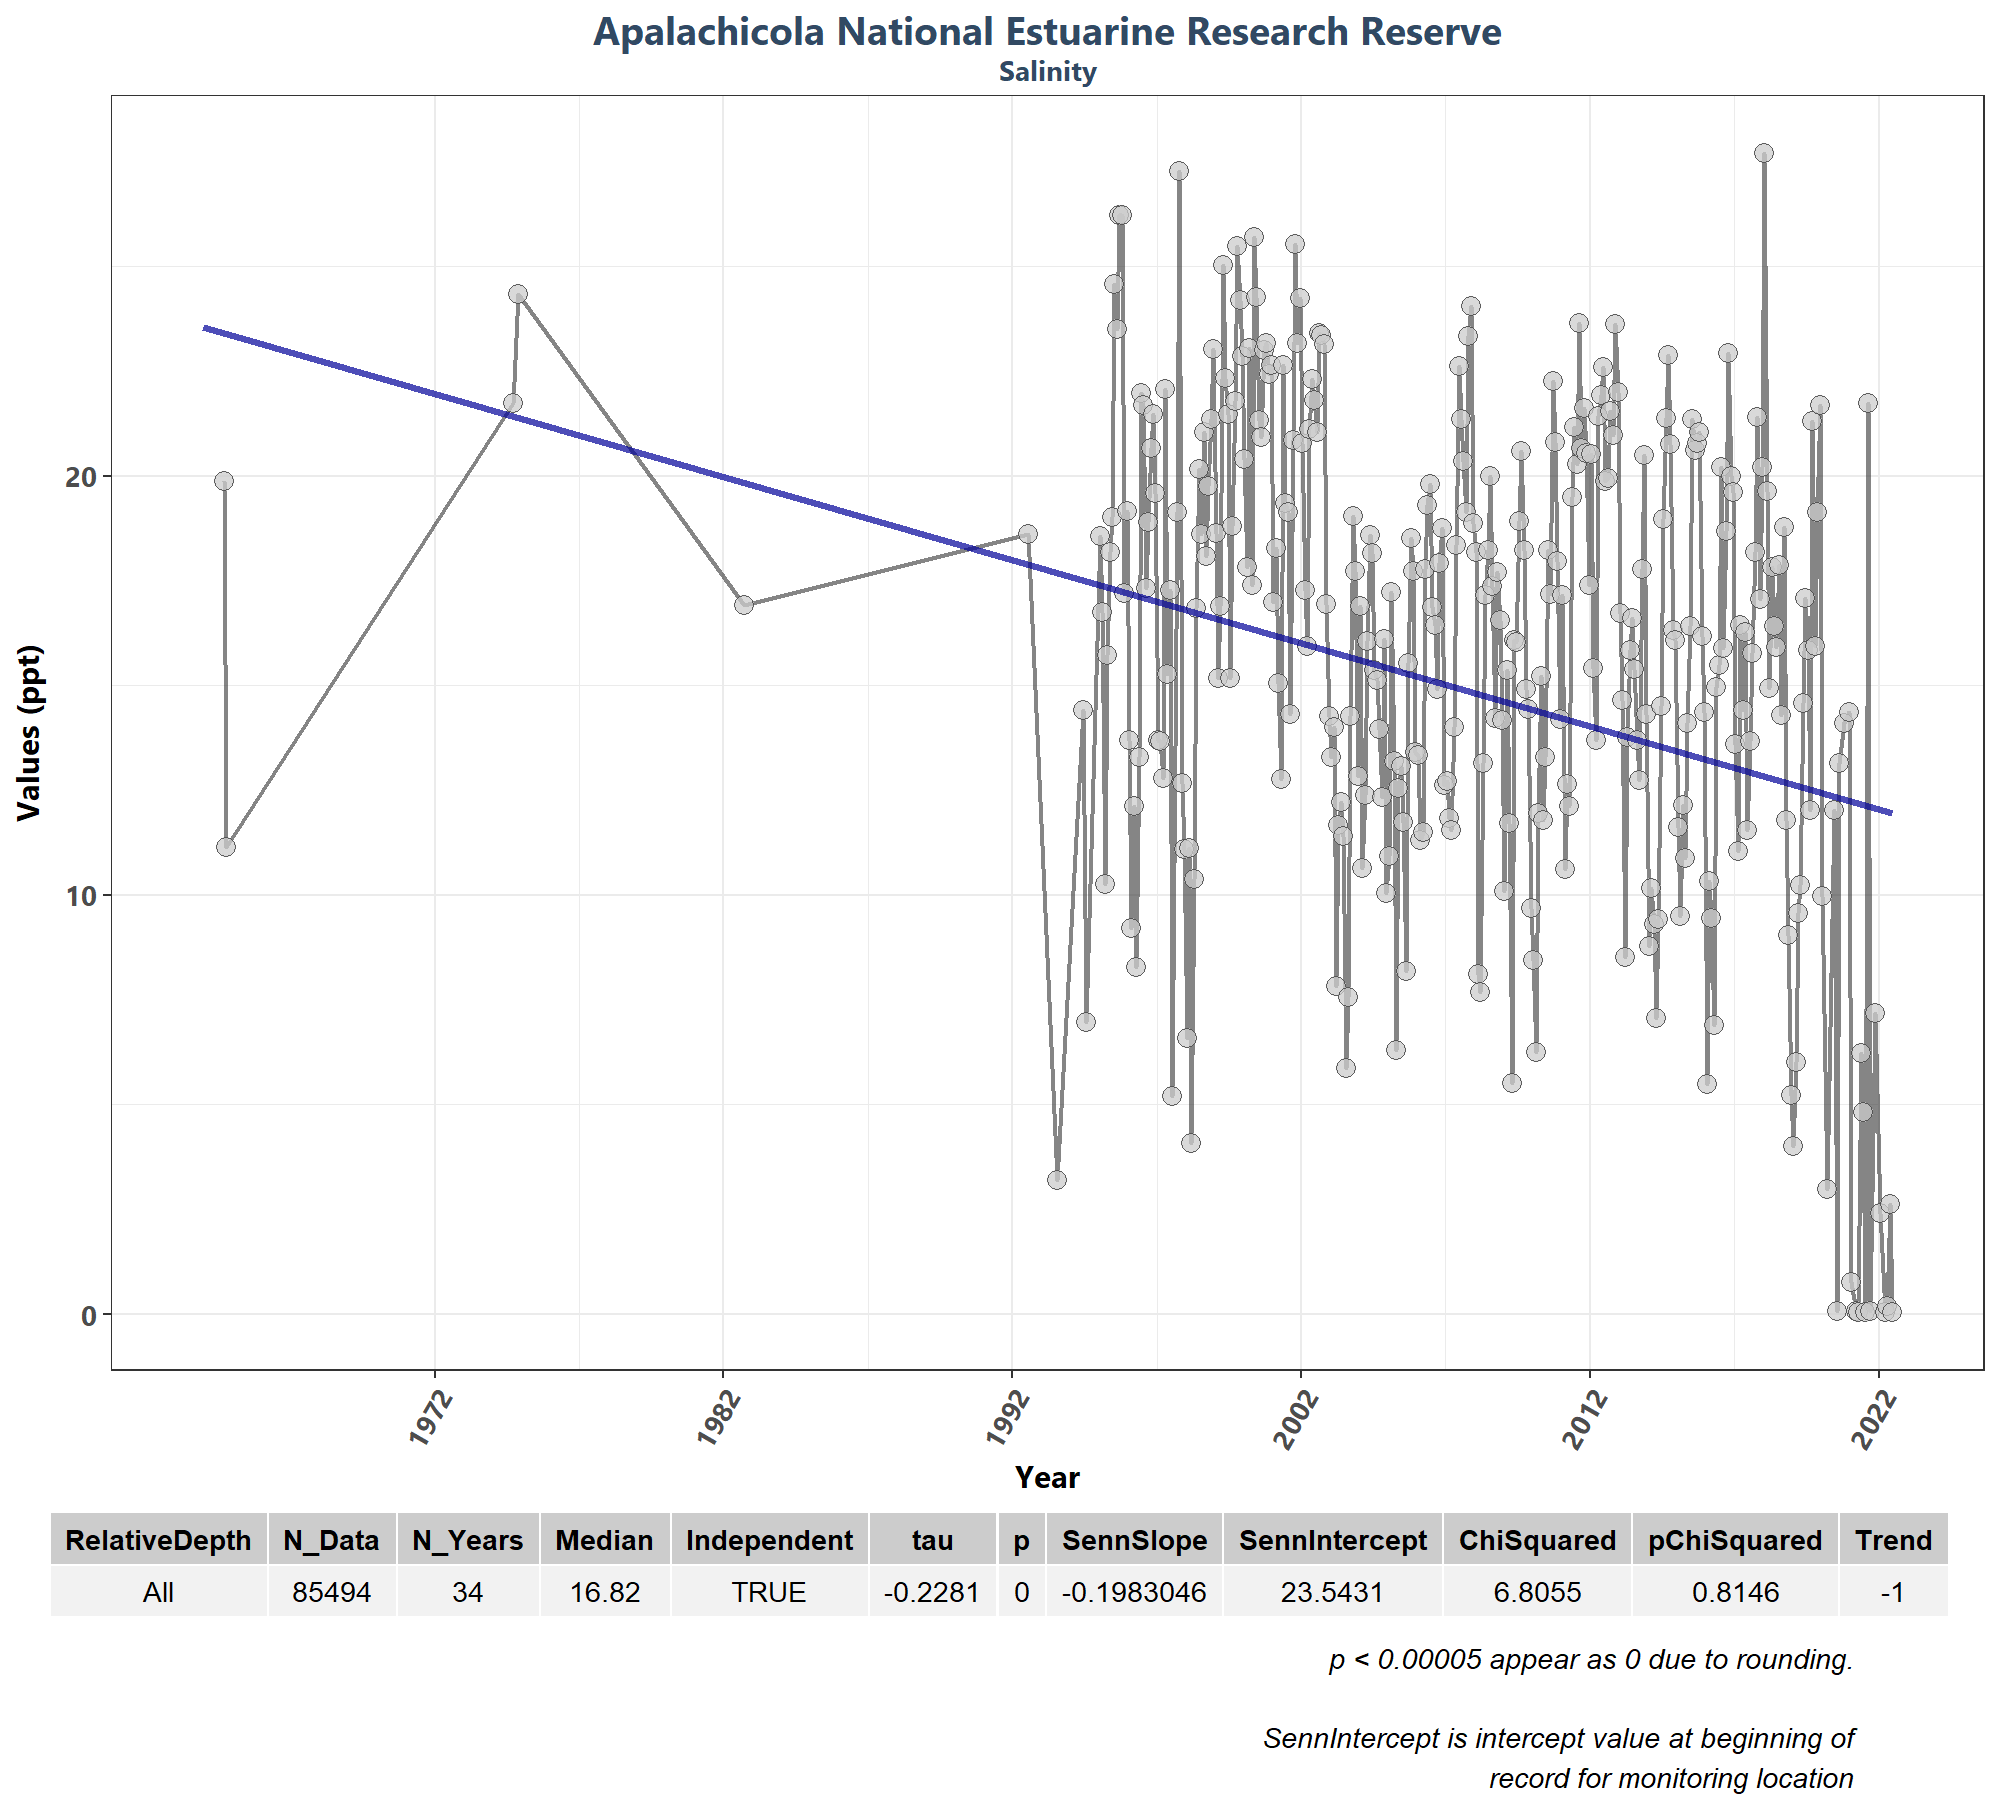 Apalachicola National Estuarine Research Reserve
Salinity
Values (ppt)
20
10
0
1972
1982
1992
2002
2012
2022
Year
RelativeDepth N_Data N_Years Median Independent tau p SennSlope SennIntercept ChiSquared pChiSquared Trend
All 85494 34 16.82 TRUE -0.2281 0 -0.1983046 23.5431 6.8055 0.8146 -1
p < 0.00005 appear as 0 due to rounding.
SennIntercept is intercept value at beginning of
record for monitoring location